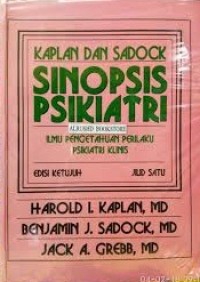 KAPLAN DAN SADOCK
SINOPSIS
PSIKIATRI
ILMU PENGETAHUAN PERILAKU
PSIKIATRI KLINIS
EDISI KETUJUH JILID SATU
HAROLD I. KAPLAN, MD
BENJAMIN J. SADOCK, MD
JACK A. GREBB, MD